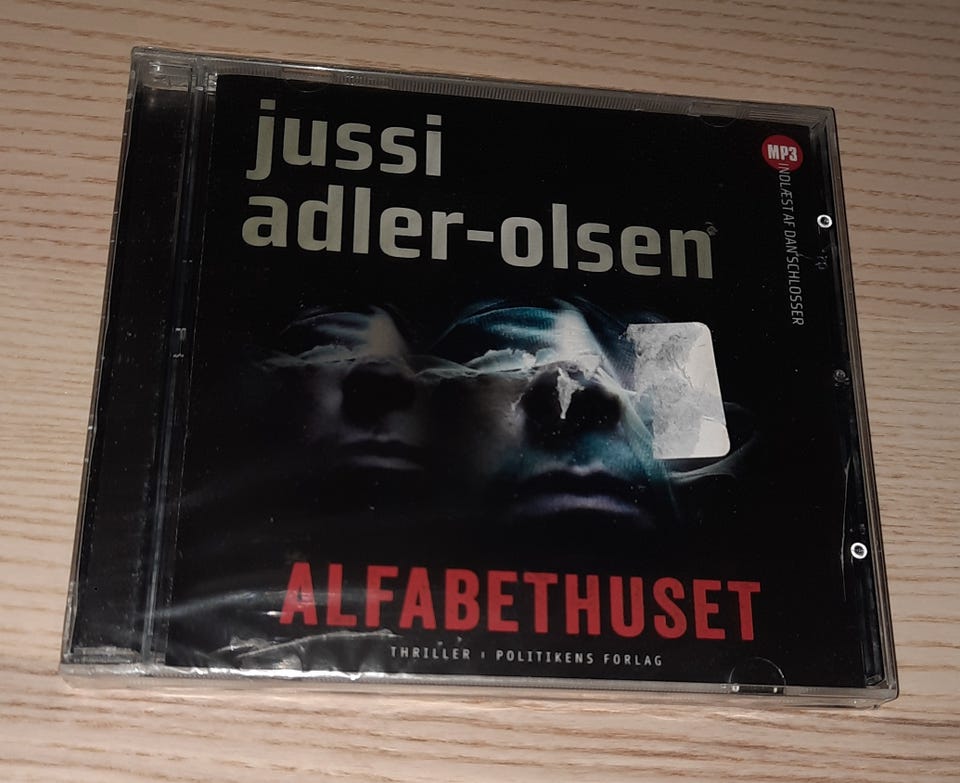 jussi
adler-olsen
MP3
INDLÆST AF DAN SCHLOSSER
ALFABETHUSET
THRILLER | POLITIKENS FORLAG